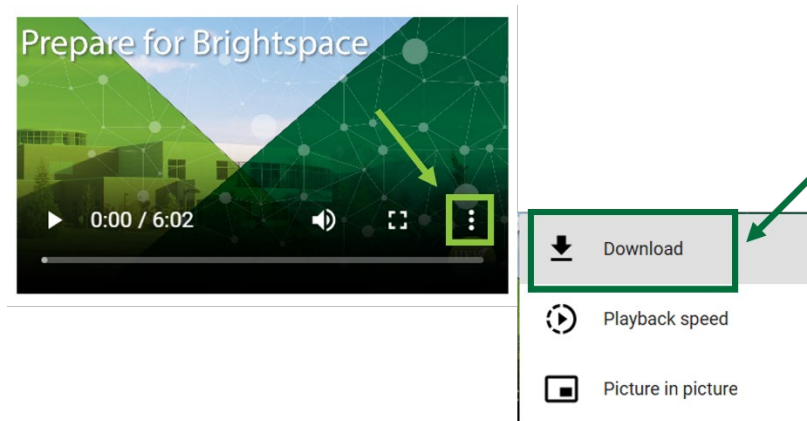 Prepare for Brightspace
0:00 / 6:02
Download
Playback speed
Picture in picture